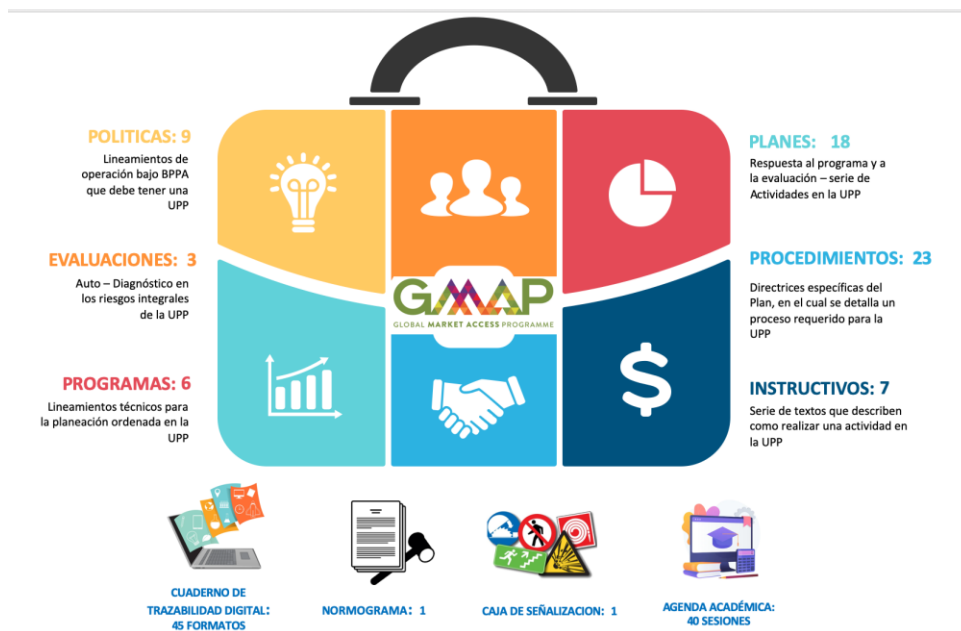 POLITICAS: 9
Lineamientos de
operación bajo BPPA
que debe tener una
UPP
EVALUACIONES: 3
Auto – Diagnóstico en
los riesgos integrales
de la UPP
PROGRAMAS: 6
Lineamientos técnicos para
la planeación ordenada en la
UPP
GMAP
GLOBAL MARKET ACCESS PROGRAMME
$
PLANES: 18
Respuesta al programa y a
la evaluación – serie de
Actividades en la UPP
PROCEDIMIENTOS: 23
Directrices específicas del
Plan, en el cual se detalla un
proceso requerido para la
UPP
INSTRUCTIVOS: 7
Serie de textos que describen
como realizar una actividad en
la UPP
CUADERNO DE
TRAZABILIDAD DIGITAL:
45 FORMATOS
NORMOGRAMA: 1
CAJA DE SEÑALIZACION: 1
AGENDA ACADÉMICA:
40 SESIONES